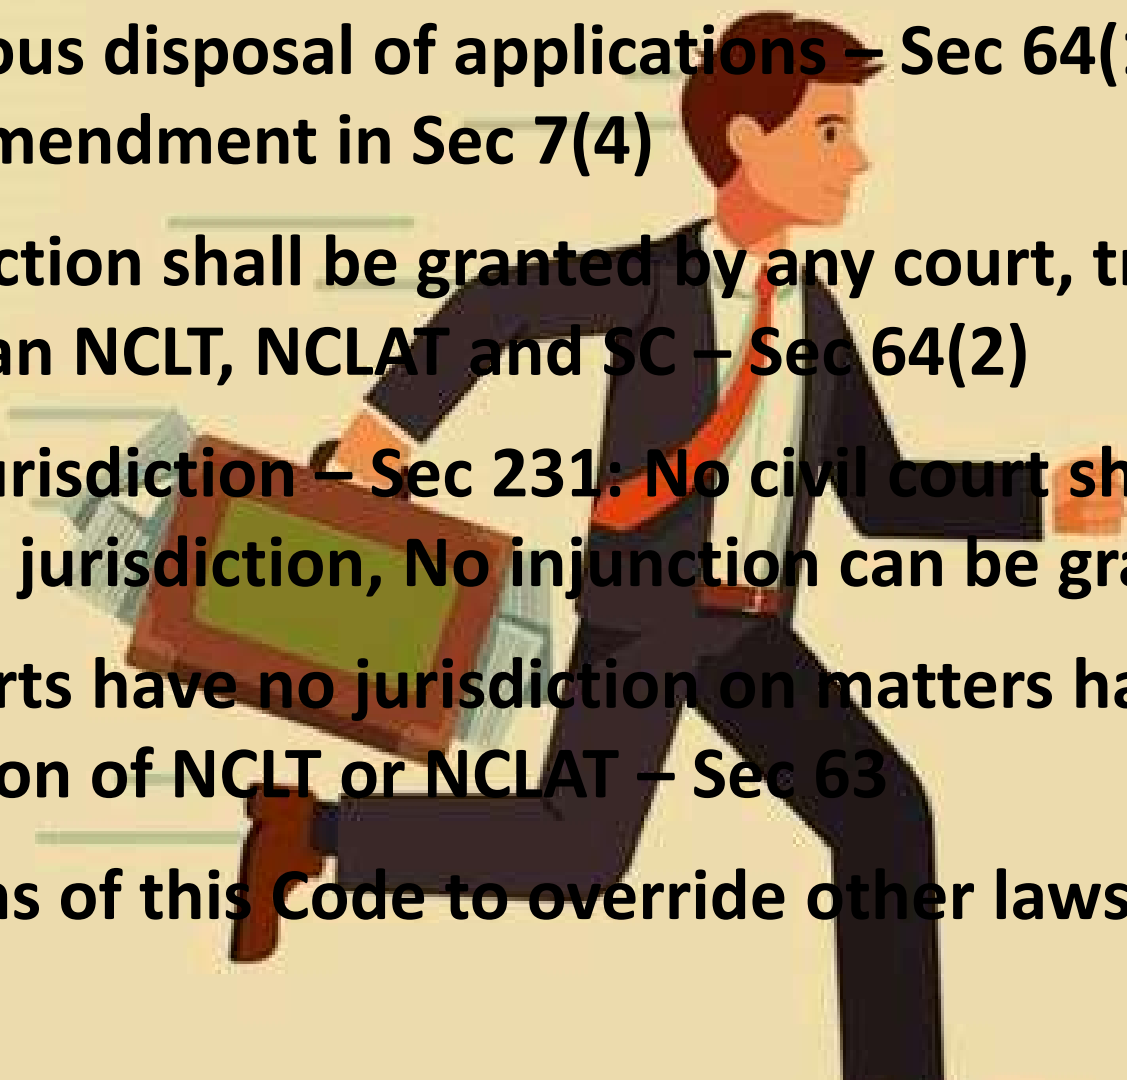 ous disposal of applications – Sec 64(1
mendment in Sec 7(4)
ction shall be granted by any court, tr
an NCLT, NCLAT and SC – Sec 64(2)
urisdiction – Sec 231: No civil court sh
jurisdiction, No injunction can be gra
rts have no jurisdiction on matters ha
on of NCLT or NCLAT – Sec 63
ns of this Code to override other laws